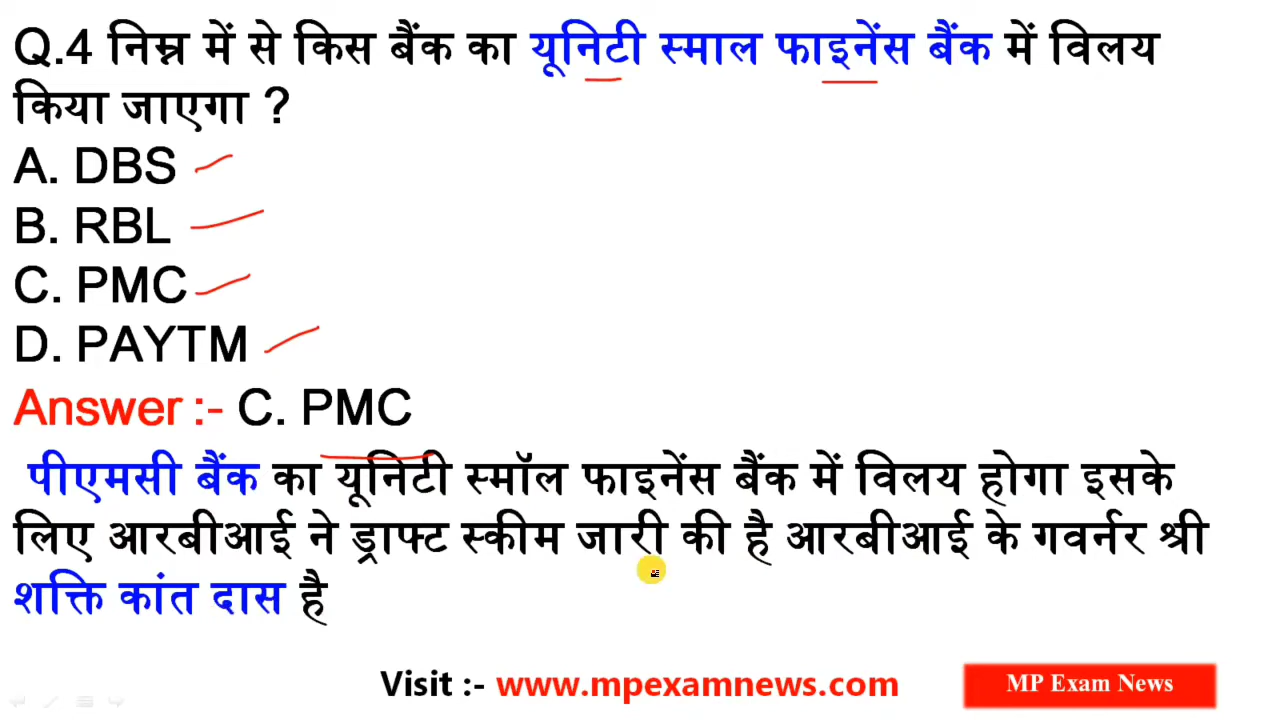 Q.4 निम्न में से किस बैंक का यूनिटी स्माल फाइनेंस बैंक में विलय
किया जाएगा ?
A. DBS
B. RBL
C. PMC
D. PAYTM
Answer :- C. PMC
पीएमसी बैंक का यूनिटी स्मॉल फाइनेंस बैंक में विलय होगा इसके
लिए आरबीआई ने ड्राफ्ट स्कीम जारी की है आरबीआई के गवर्नर श्री
शक्ति कांत दास है
Visit :- www.mpexamnews.com
MP Exam News